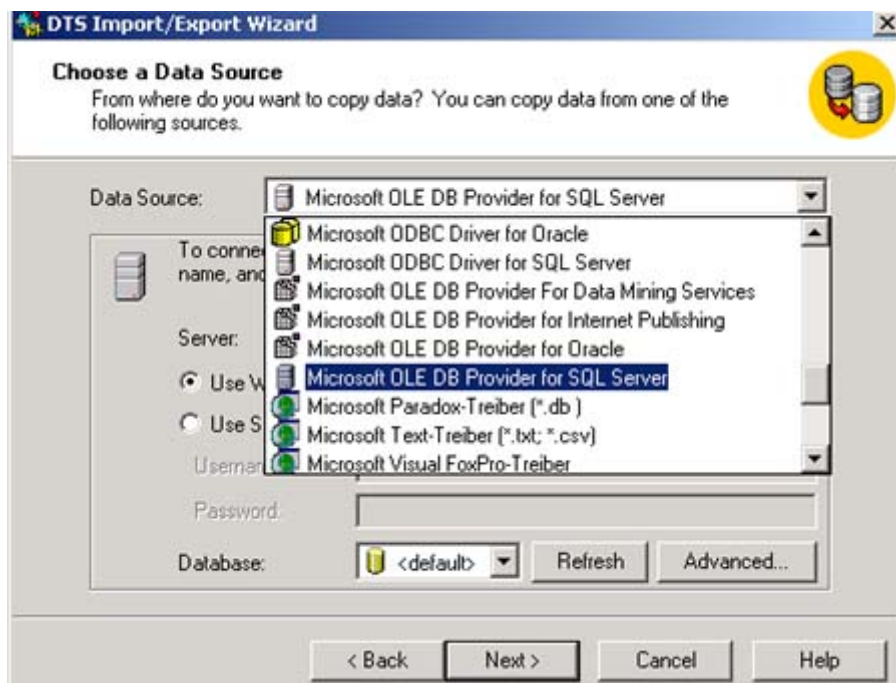 DTS Import/Export Wizard
Choose a Data Source
From where do you want to copy data? You can copy data from one of the
following sources.
Data Source:
Microsoft OLE DB Provider for SQL Server
Microsoft ODBC Driver for Oracle
Microsoft ODBC Driver for SQL Server
Microsoft OLE DB Provider For Data Mining Services
Microsoft OLE DB Provider for Internet Publishing
Microsoft OLE DB Provider for Oracle
Microsoft OLE DB Provider for SQL Server
Microsoft Paradox-Treiber (*.db )
Microsoft Text-Treiber (*.txt; *.csv)
Microsoft Visual FoxPro-Treiber
To conne
name, and
Server:
Use W
Use S
Usernam
Password:
Database:
<default>
Refresh
Advanced...
< Back
Next >
Cancel
Help